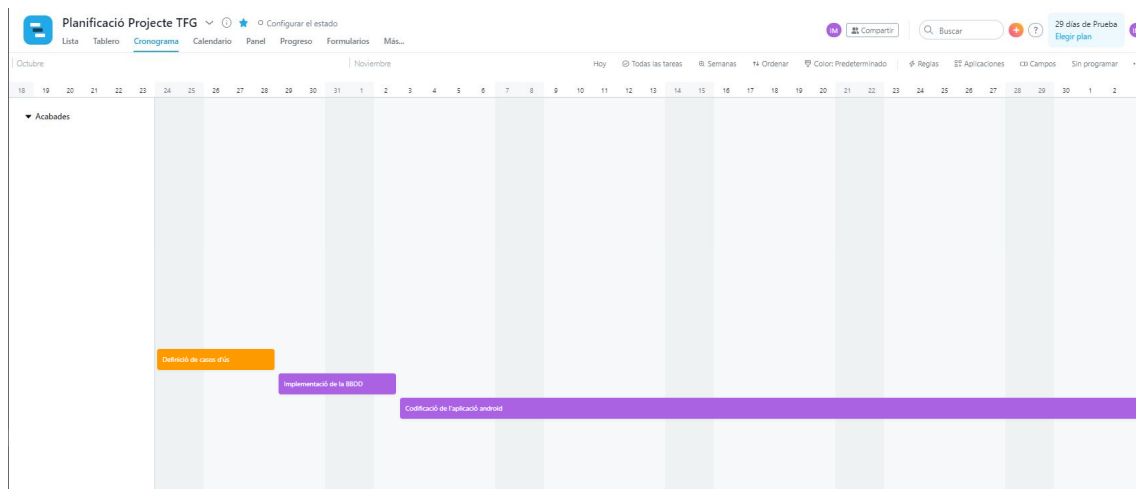 Planificació Projecte TFG
Configurar el estado
Lista Tablero Cronograma Calendario Panel Progreso Formularios Más...
IM Compartir Buscar + ? 29 días de Prueba
Elegir plan
Octubre Noviembre Hoy Todas las tareas Semanas Ordenar Color: Predeterminado Reglas Aplicaciones Campos Sin programar
18 19 20 21 22 23 24 25 26 27 28 29 30 31 1 2 3 4 5 6 7 8 9 10 11 12 13 14 15 16 17 18 19 20 21 22 23 24 25 26 27 28 29 30 1 2
Acabades
Definició de casos d'ús
Implementació de la BBDD
Codificació de l'aplicació android